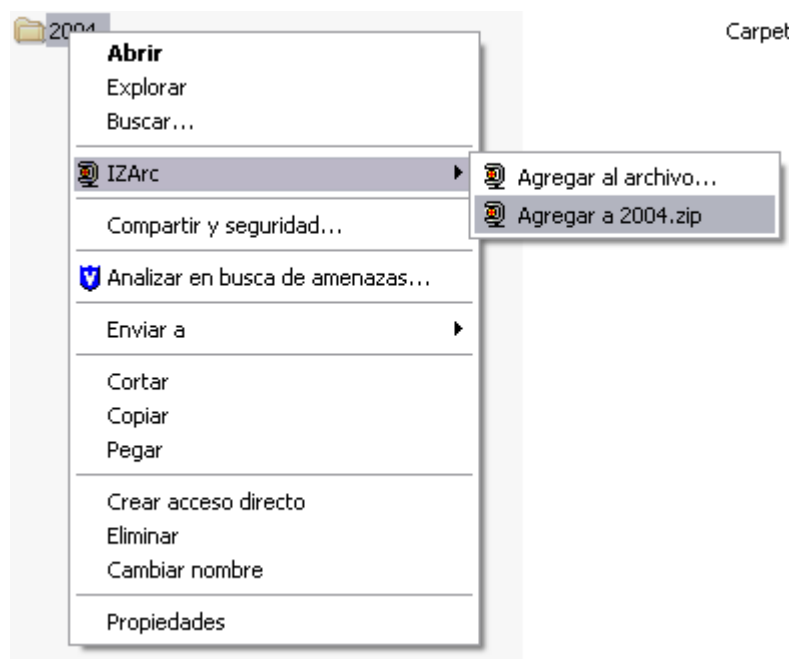 2004
Carpet
Abrir
Explorar
Buscar...
IZArc
Agregar al archivo...
Agregar a 2004.zip
Compartir y seguridad...
Analizar en busca de amenazas...
Enviar a
Cortar
Copiar
Pegar
Crear acceso directo
Eliminar
Cambiar nombre
Propiedades